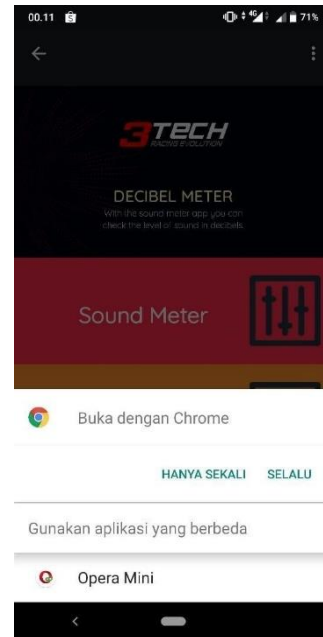 00.11
4G
71%
3TECH
RACING EVOLUTION
DECIBEL METER
With the sound meter app you can
check the level of sound in decibels.
Sound Meter
Buka dengan Chrome
HANYA SEKALI SELALU
Gunakan aplikasi yang berbeda
Opera Mini